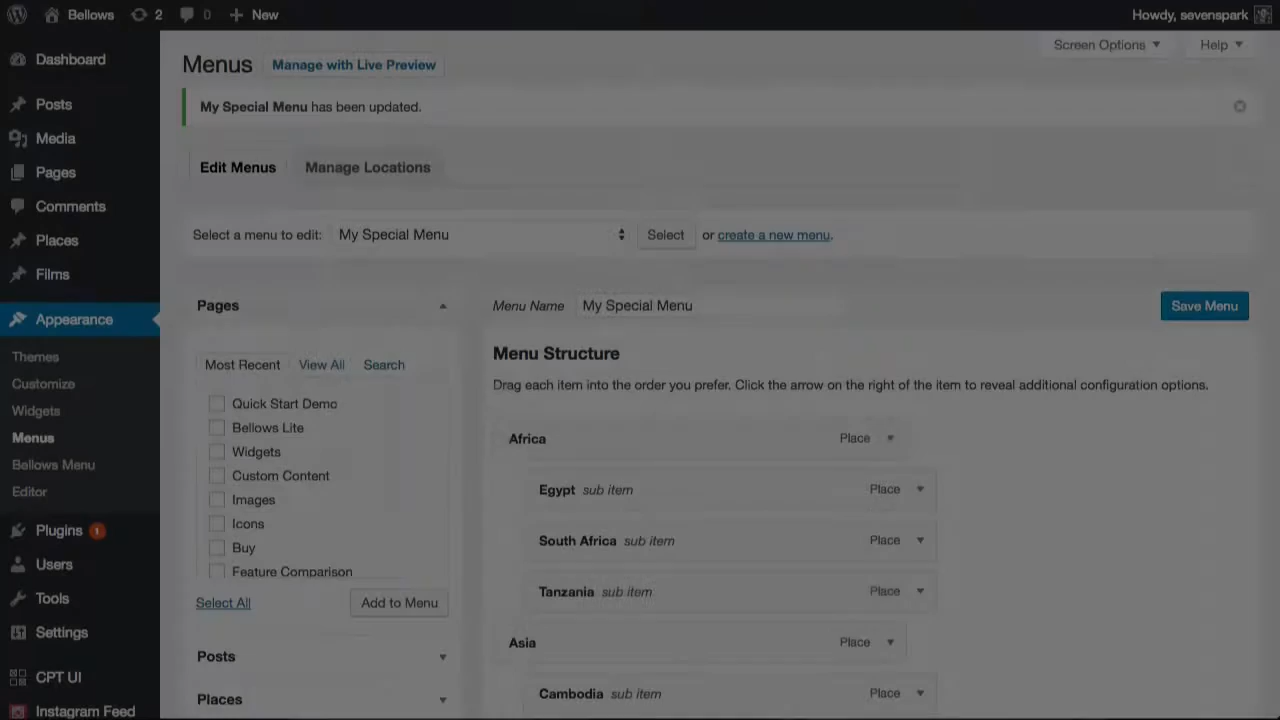 Bellows 2 0 New Howdy, sevenspark
Dashboard
Posts
Media
Pages
Comments
Places
Films
Appearance
Themes
Customize
Widgets
Menus
Bellows Menu
Editor
Plugins 1
Users
Tools
Settings
CPT UI
Instagram Feed
Screen Options Help
Menus Manage with Live Preview
My Special Menu has been updated.
Edit Menus Manage Locations
Select a menu to edit: My Special Menu Select or create a new menu.
Pages
Most Recent View All Search
Quick Start Demo
Bellows Lite
Widgets
Custom Content
Images
Icons
Buy
Feature Comparison
Select All Add to Menu
Posts
Places
Menu Name My Special Menu Save Menu
Menu Structure
Drag each item into the order you prefer. Click the arrow on the right of the item to reveal additional configuration options.
Africa Place
Egypt sub item Place
South Africa sub item Place
Tanzania sub item Place
Asia Place
Cambodia sub item Place